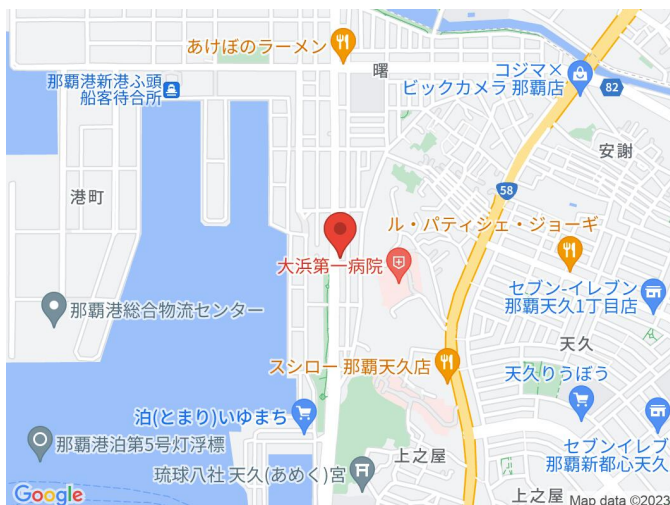 あけぼのラーメン
曙
コジマ×
ビックカメラ 那覇店
那覇港新港ふ頭
船客待合所
82
安謝
港町
58
ル・パティシェ・ジョーギ
大浜第一病院
セブン-イレブン
那覇天久1丁目店
那覇港総合物流センター
天久
スシロー 那覇天久店
天久りうぼう
泊(とまり)いゆまち
那覇港泊第5号灯浮標
上之屋
セブンイレブ
那覇新都心天久
琉球八社 天久(あめく)宮
上之屋
Google
Map data ©2023